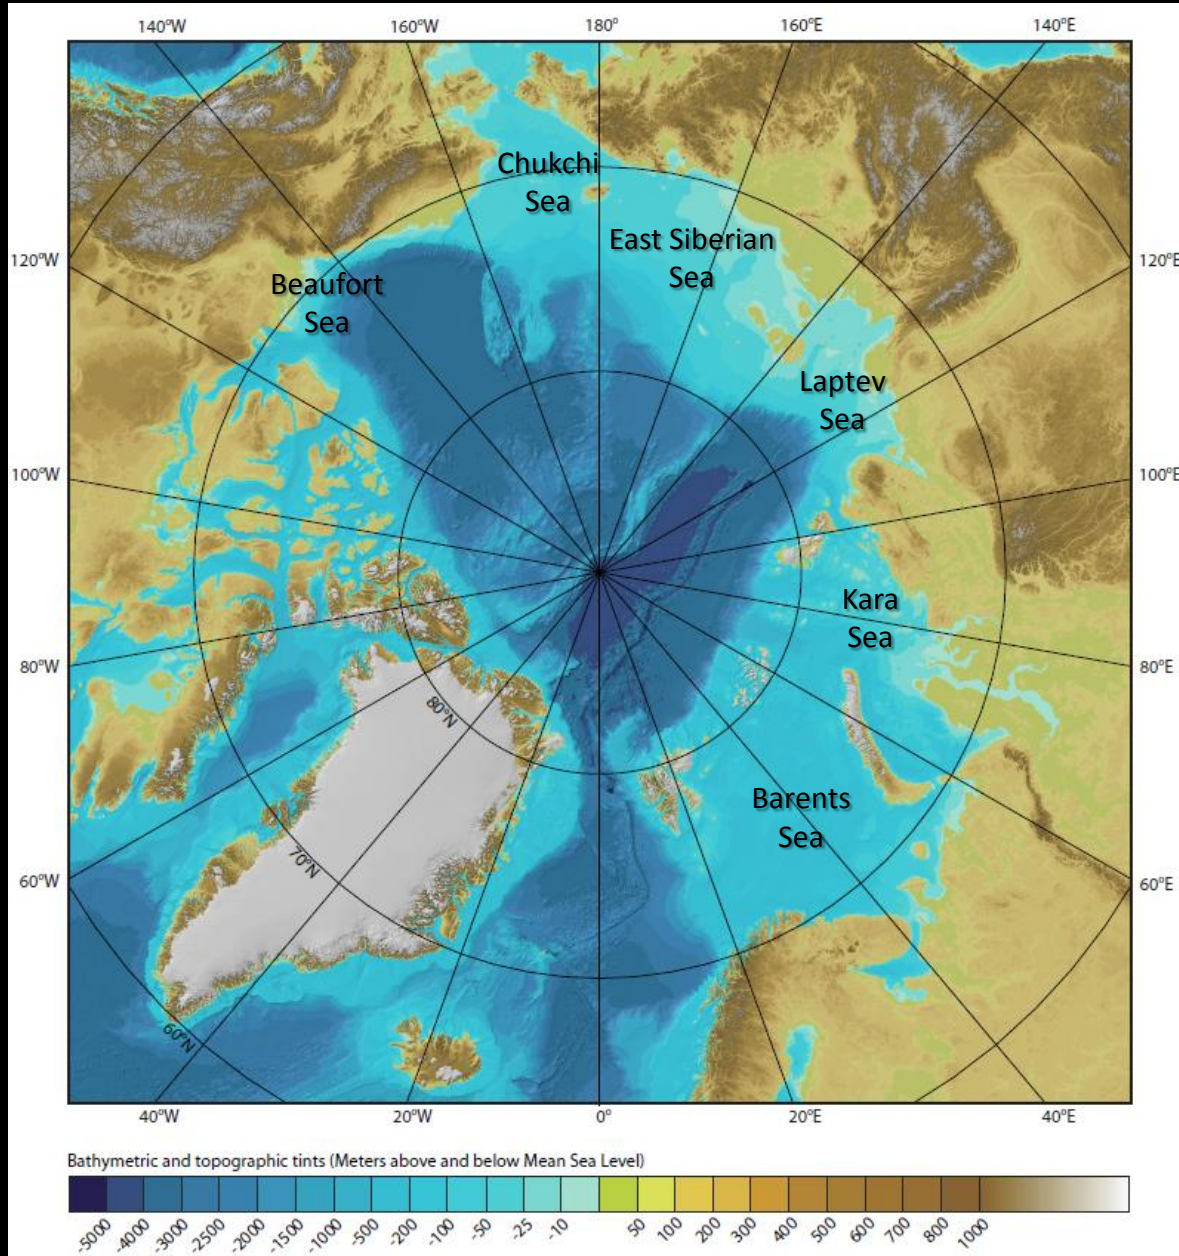 140°W
160°W
180°
160°E
140°E
Chukchi
Sea
East Siberian
Sea
120°W
120°E
Beaufort
Sea
Laptev
Sea
100°W
100°E
Kara
Sea
80°W
80°E
80°N
Barents
Sea
70°N
60°W
60°E
60°N
40°W
20°W
0°
20°E
40°E
Bathymetric and topographic tints (Meters above and below Mean Sea Level)
-5000 -4000 -3000 -2500 -2000 -1500 -1000 -500 -200 -100 -50 -25 -10 50 100 200 300 400 500 600 700 800 1000